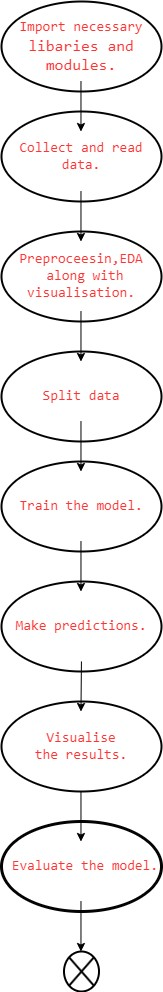 Import necessary
libaries and
modules.
Collect and read
data.
Preproceesin,EDA
along with
visualisation.
Split data
Train the model.
Make predictions.
Visualise
the results.
Evaluate the model.